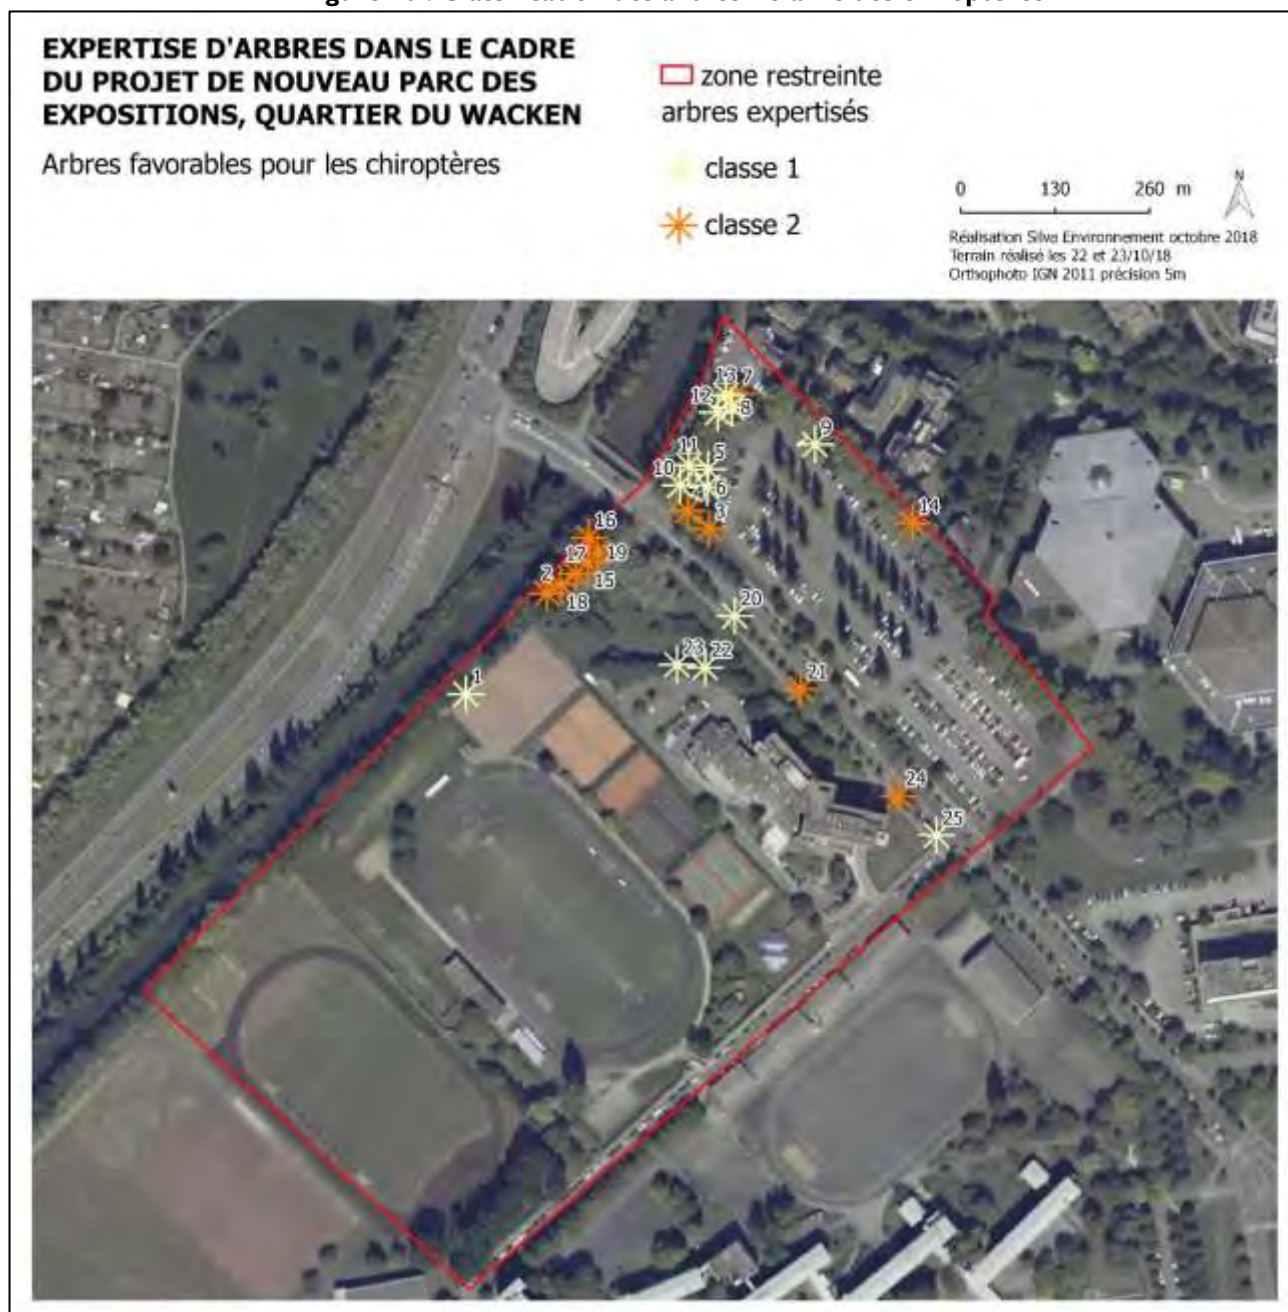 EXPERTISE D'ARBRES DANS LE CADRE
DU PROJET DE NOUVEAU PARC DES
EXPOSITIONS, QUARTIER DU WACKEN
Arbres favorables pour les chiroptères
zone restreinte
arbres expertisés
classe 1
classe 2
0 130 260 m
N
Réalisation Silva Environnement octobre 2018
Terrain réalisé les 22 et 23/10/18
Orthophoto IGN 2011 précision 5m
13 7
12 8
9
11 5
10 6
3
14
16
17 19
2 15
18
20
23 22
1
21
24
25